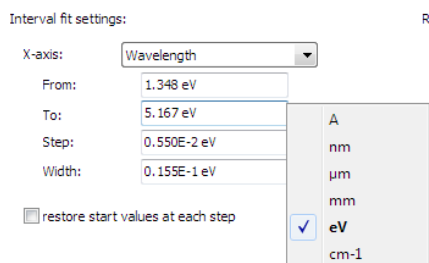 Interval fit settings:
R
X-axis: Wavelength
From: 1.348 eV
To: 5.167 eV
Step: 0.550E-2 eV
Width: 0.155E-1 eV
restore start values at each step
A
nm
µm
mm
eV
cm-1